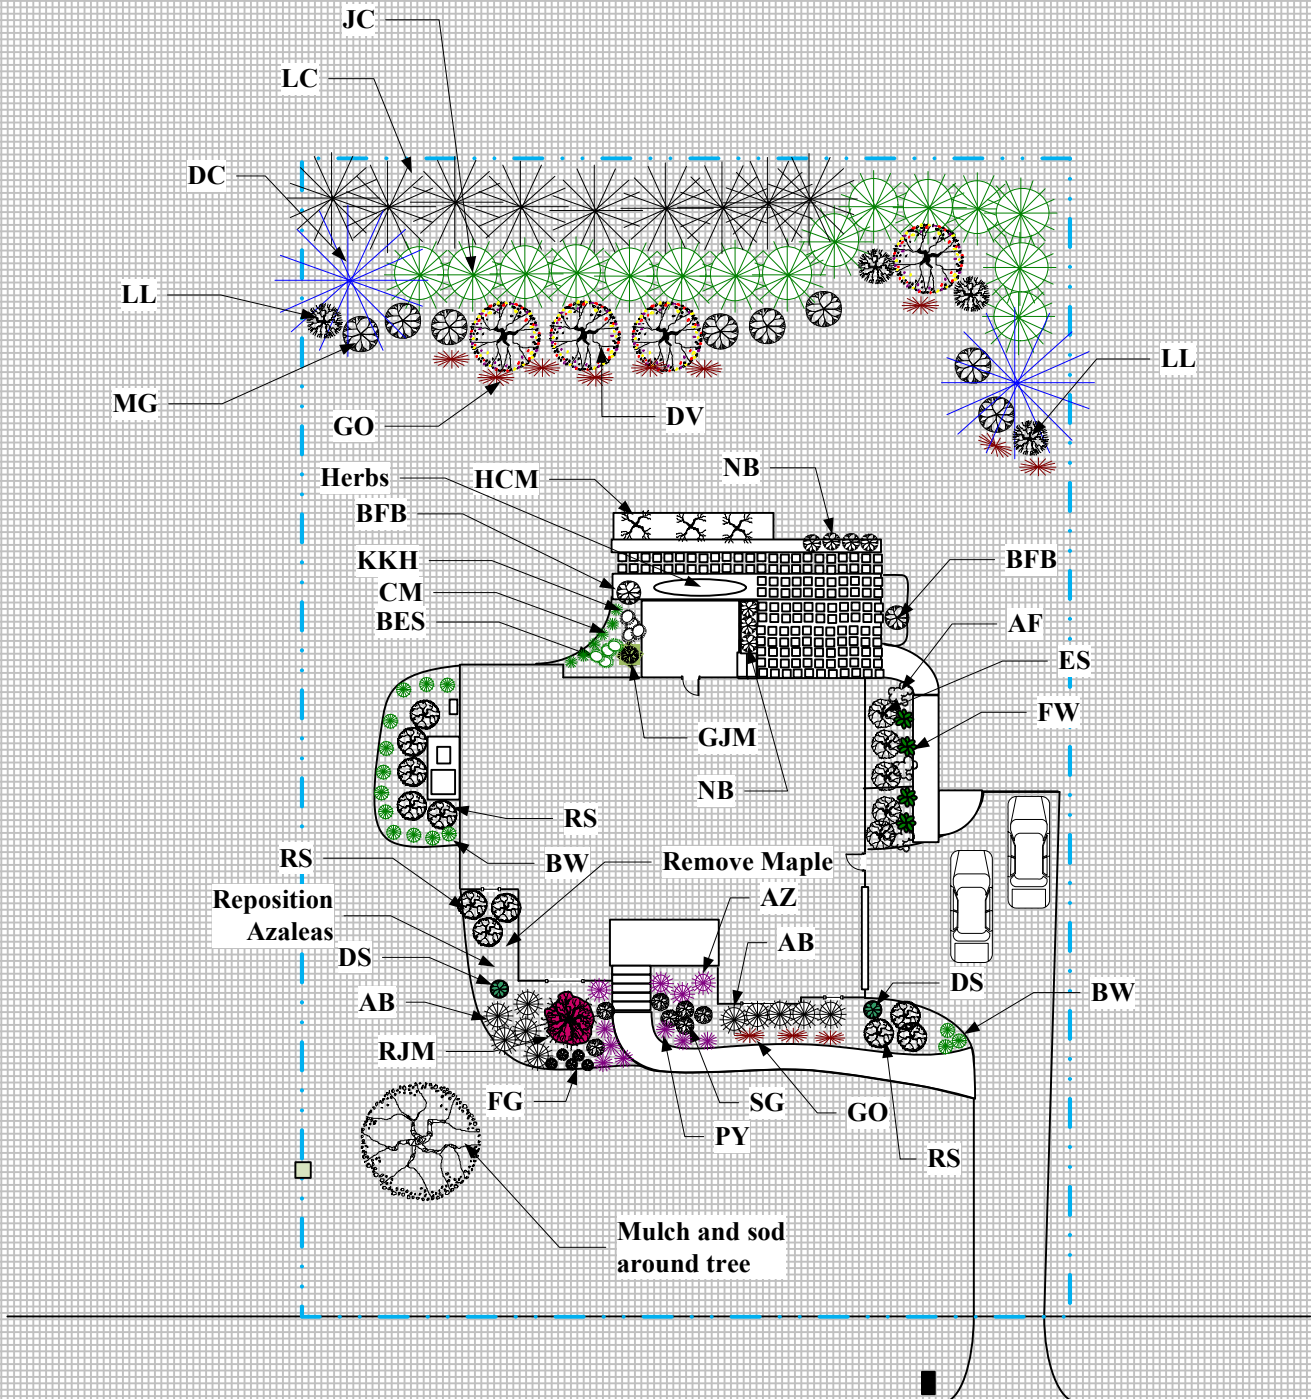 JC
LC
DC
LL
MG
GO
DV
LL
Herbs
HCM
NB
BFB
KKH
CM
BES
BFB
AF
ES
FW
GJM
NB
RS
BW
RS
Remove Maple
Reposition
Azaleas
AZ
AB
DS
DS
AB
BW
RJM
FG
SG
GO
PY
RS
Mulch and sod
around tree